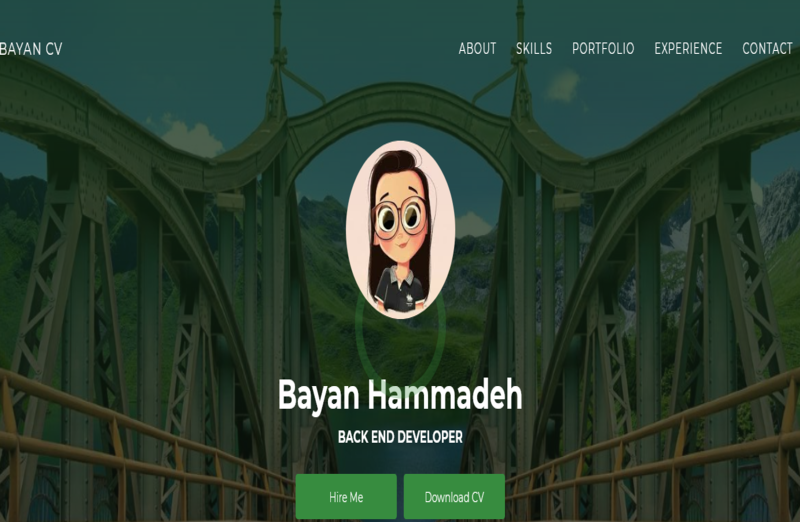 BAYAN CV
ABOUT SKILLS PORTFOLIO EXPERIENCE CONTACT
Bayan Hammadeh
BACK END DEVELOPER
Hire Me
Download CV